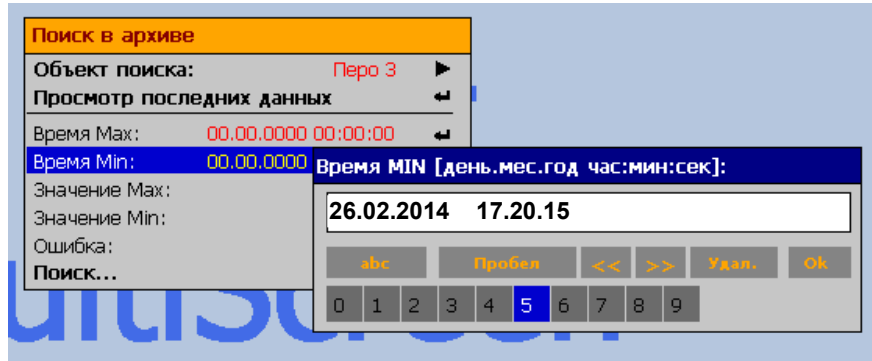 Поиск в архиве
Объект поиска: Перо 3
Просмотр последних данных
Время Max: 00.00.0000 00:00:00
Время Min: 00.00.0000
Значение Max:
Значение Min:
Ошибка:
Поиск...
Время MIN [день.мес.год час:мин:сек]:
26.02.2014 17.20.15
abc Пробел << >> Удал. Ok
0 1 2 3 4 5 6 7 8 9